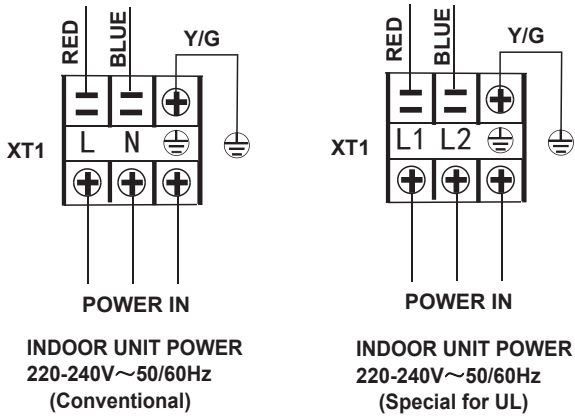 RED
BLUE
Y/G
XT1
L N
POWER IN
INDOOR UNIT POWER
220-240V～50/60Hz
(Conventional)
RED
BLUE
Y/G
XT1
L1 L2
POWER IN
INDOOR UNIT POWER
220-240V～50/60Hz
(Special for UL)